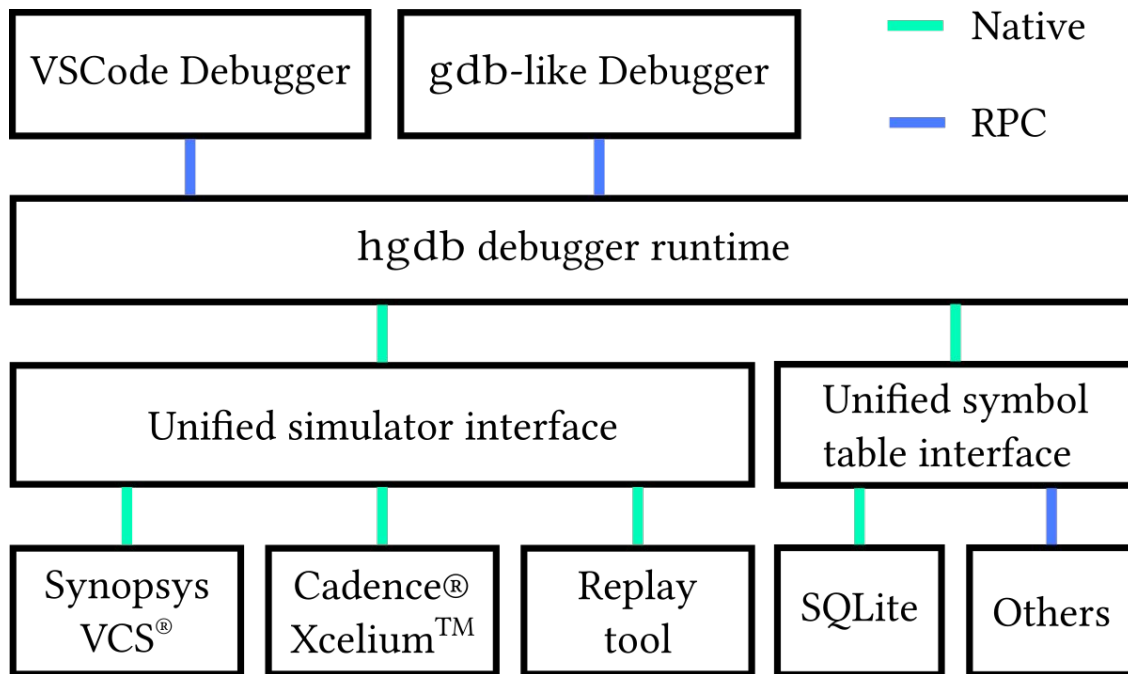 VSCode Debugger
gdb-like Debugger
Native
RPC
hgdb debugger runtime
Unified simulator interface
Unified symbol
table interface
Synopsys
VCS®
Cadence®
Xcelium™
Replay
tool
SQLite
Others